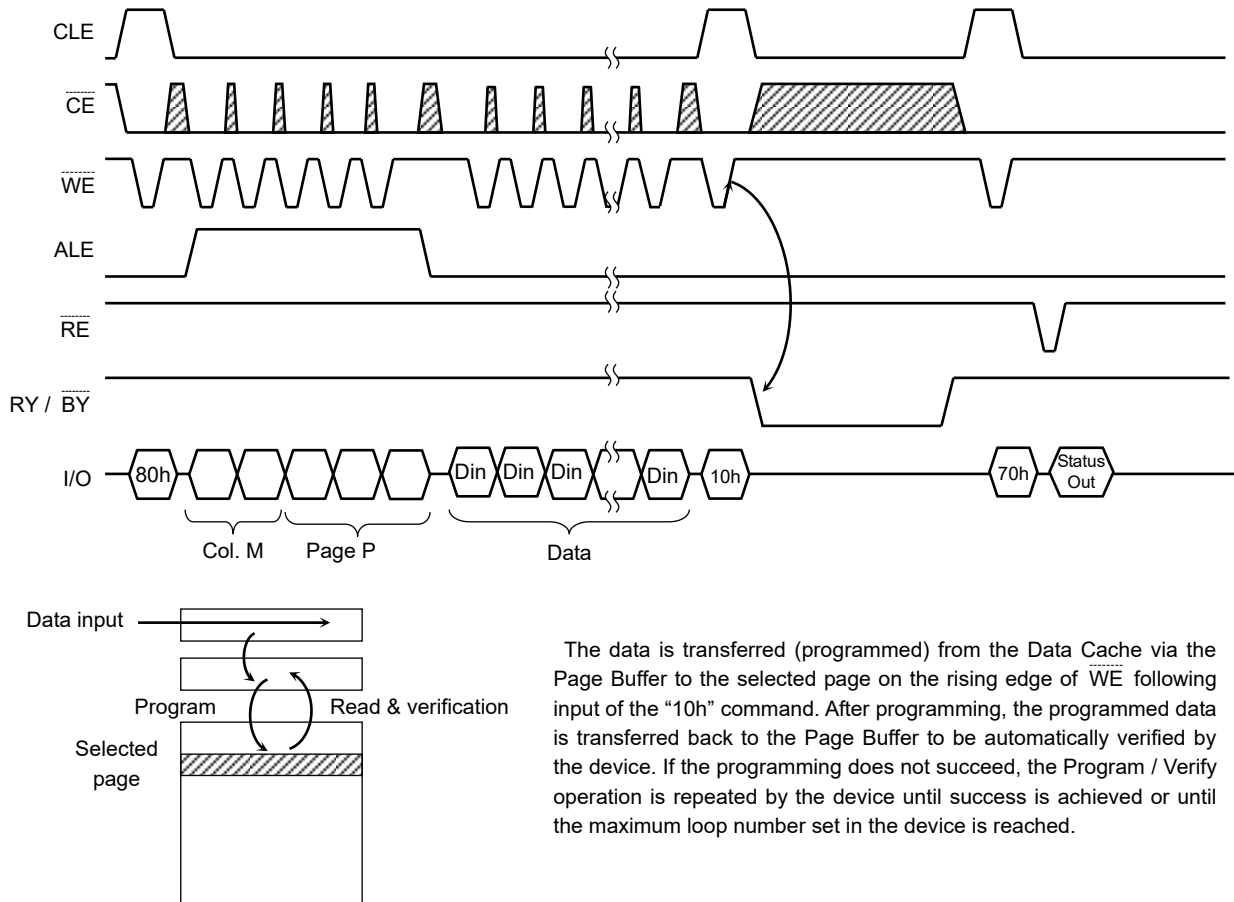 CLE
CE
WE
ALE
RE
RY / BY
I/O
80h
Din
Din
Din
Din
10h
70h
Status
Out
Col. M
Page P
Data
Data input
Program
Read & verification
Selected
page
The data is transferred (programmed) from the Data Cache via the
Page Buffer to the selected page on the rising edge of WE following
input of the “10h” command. After programming, the programmed data
is transferred back to the Page Buffer to be automatically verified by
the device. If the programming does not succeed, the Program / Verify
operation is repeated by the device until success is achieved or until
the maximum loop number set in the device is reached.